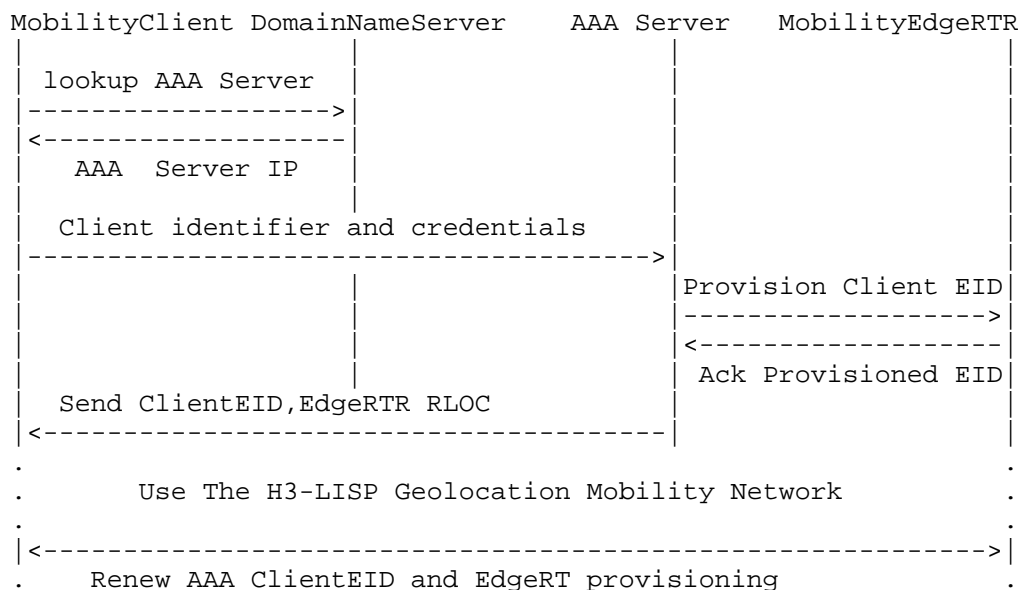 MobilityClient DomainNameServer AAA Server MobilityEdgeRTR
lookup AAA Server
AAA Server IP
Client identifier and credentials
Provision Client EID
Ack Provisioned EID
Send ClientEID,EdgeRTR RLOC
Use The H3-LISP Geolocation Mobility Network
Renew AAA ClientEID and EdgeRT provisioning